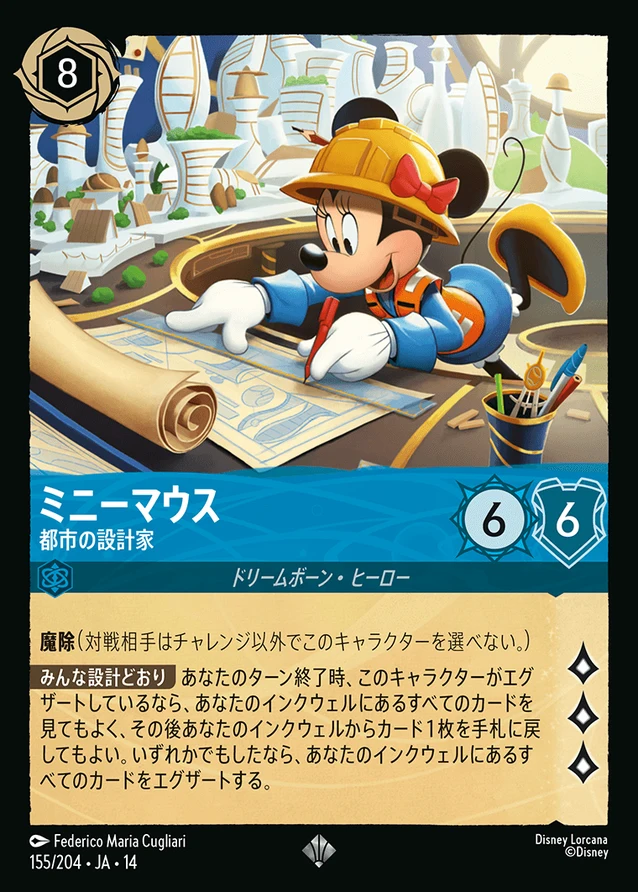 8
ミニーマウス
都市の設計家
6 6
ドリームボーン・ヒーロー
魔除(対戦相手はチャレンジ以外でこのキャラクターを選べない。)
みんな設計どおり あなたのターン終了時、このキャラクターがエグ
ザートしているなら、あなたのインクウェルにあるすべてのカードを
見てもよく、その後あなたのインクウェルからカード1枚を手札に戻
してもよい。いずれかでもしたなら、あなたのインクウェルにあるす
べてのカードをエグザートする。
Federico Maria Cugliari
155/204・JA・14
Disney Lorcana
©Disney